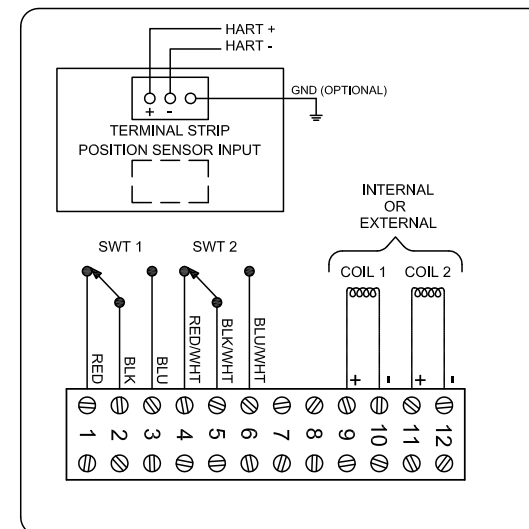 HART +
HART -
GND (OPTIONAL)
+ -
TERMINAL STRIP
POSITION SENSOR INPUT
INTERNAL
OR
EXTERNAL
SWT 1 SWT 2
COIL 1 COIL 2
RED BLK BLU RED/WHT BLK/WHT BLU/WHT + - + -
1 2 3 4 5 6 7 8 9 10 11 12